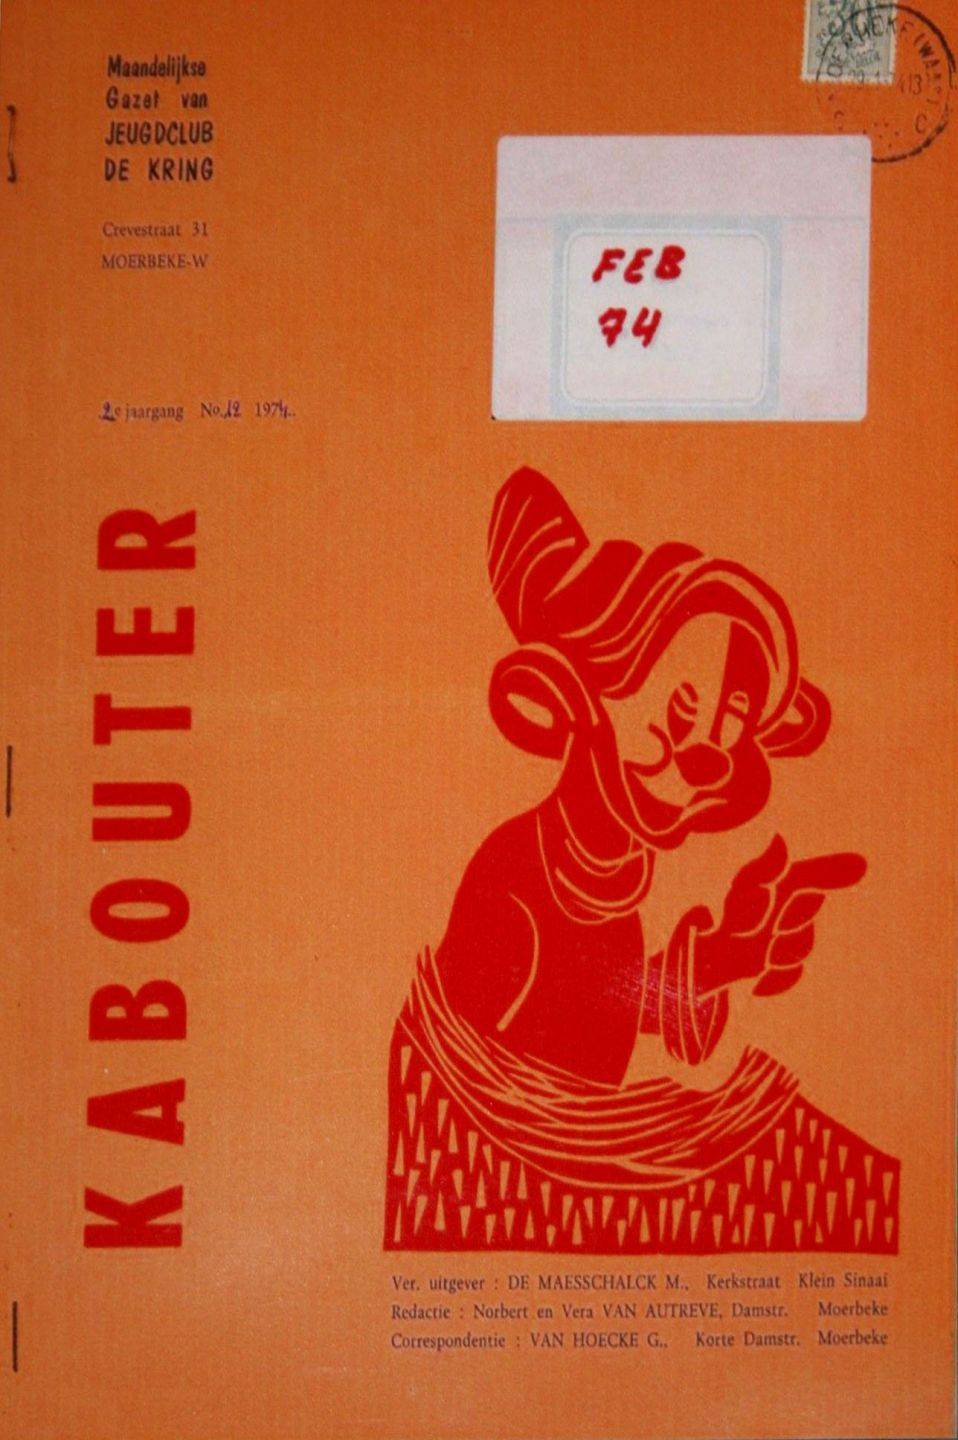 Maandelijkse
Gazet van
JEUGDCLUB
DE KRING
Crevestraat 31
MOERBEKE-W
FEB
74
2e jaargang No. 12 1974..
KABOUTER
Ver. uitgever : DE MAESSCHALCK M., Kerkstraat Klein Sinaai
Redactie : Norbert en Vera VAN AUTREVE, Damstr. Moerbeke
Correspondentie : VAN HOECKE G., Korte Damstr. Moerbeke